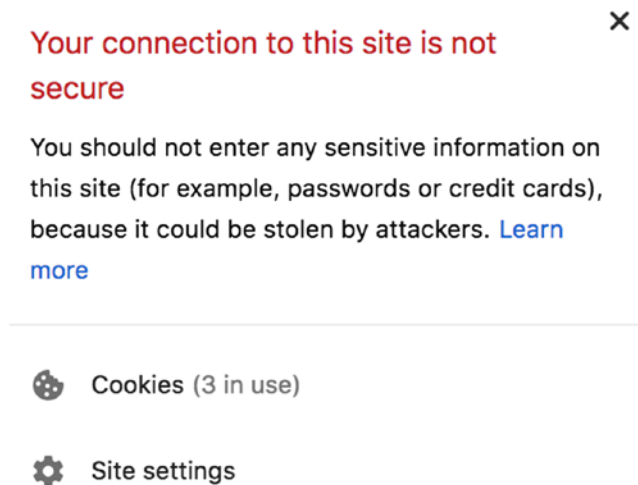 Your connection to this site is not
secure
You should not enter any sensitive information on
this site (for example, passwords or credit cards),
because it could be stolen by attackers. Learn
more
Cookies (3 in use)
Site settings